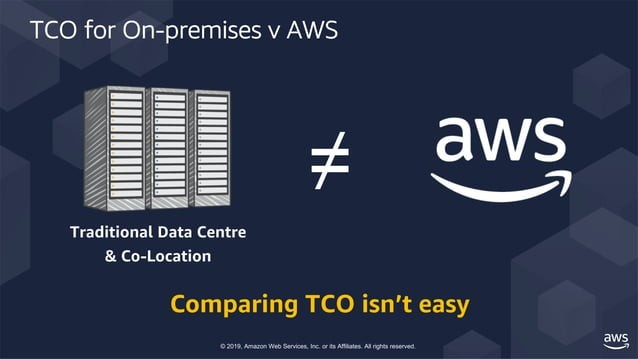 TCO for On-premises v AWS
≠
aws
Traditional Data Centre
& Co-Location
Comparing TCO isn’t easy
© 2019, Amazon Web Services, Inc. or its Affiliates. All rights reserved.
aws